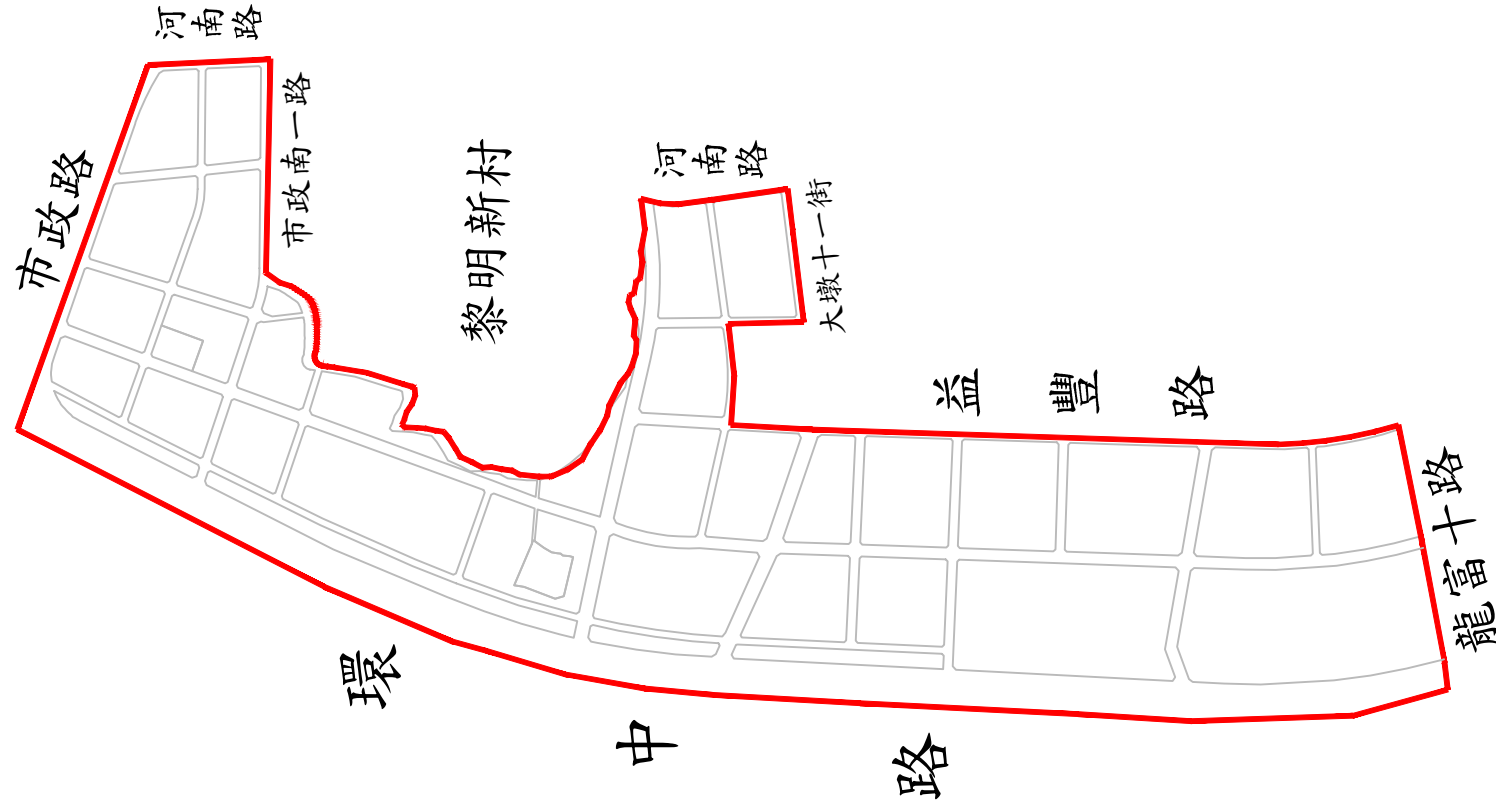 河南路
市政路
市政南一路
黎明新村
河南路
大墩十一街
益豐路
龍富十路
環中路